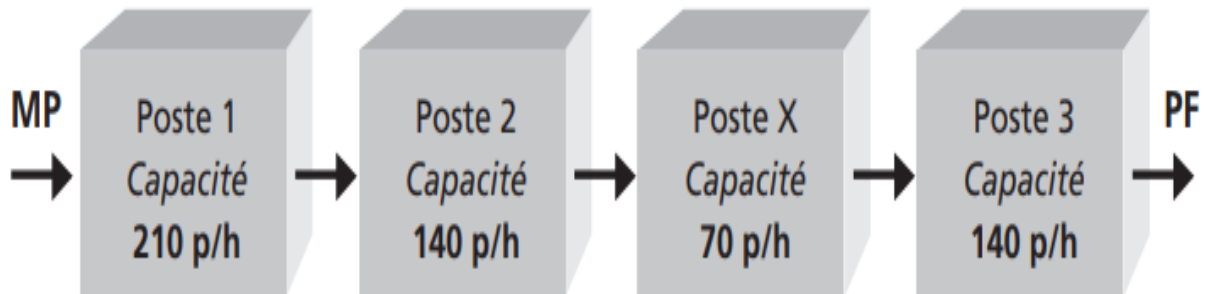 MP
Poste 1
Capacité
210 p/h
Poste 2
Capacité
140 p/h
Poste X
Capacité
70 p/h
Poste 3
Capacité
140 p/h
PF